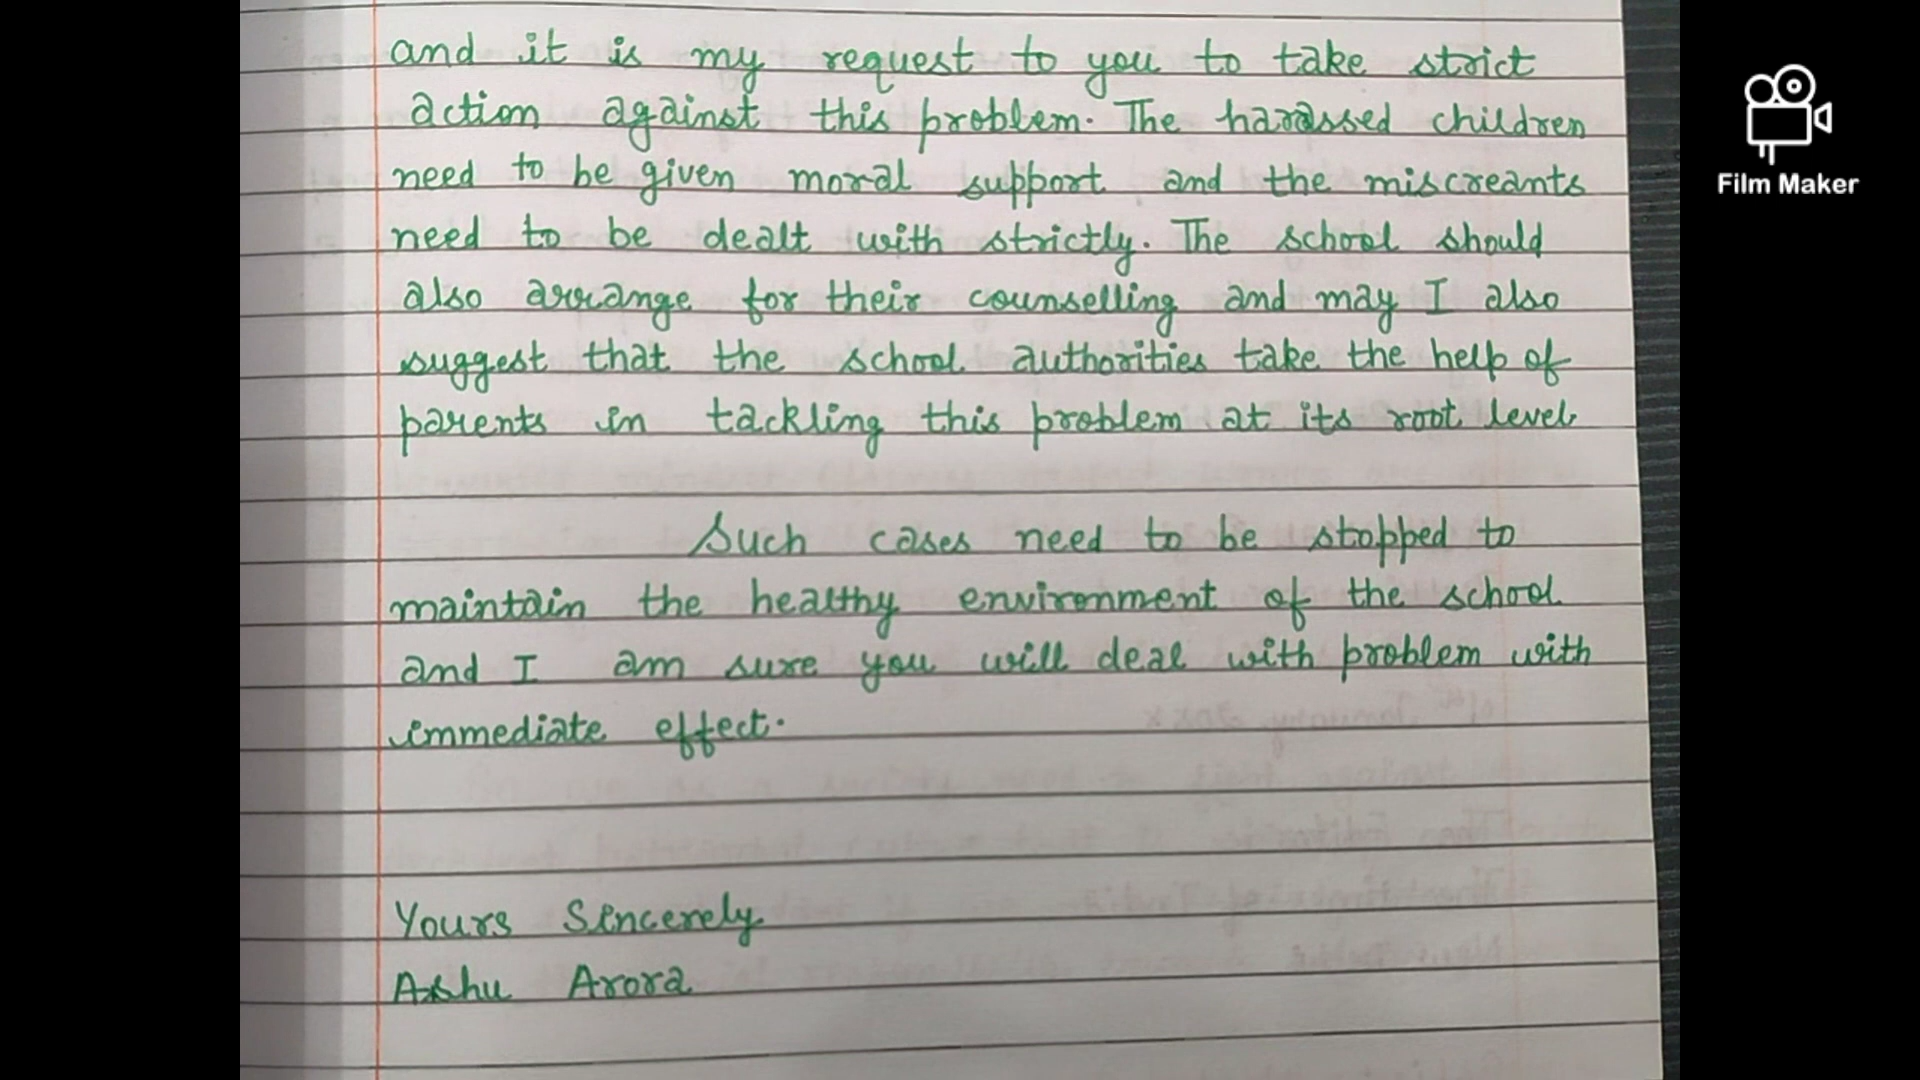 and it is my request to you to take strict
action against this problem. The harassed children
need to be given moral support and the miscreants
need to be dealt with strictly. The school should
also arrange for their counselling and may I also
suggest that the school authorities take the help of
parents in tackling this problem at its root level.
Such cases need to be stopped to
maintain the healthy environment of the school
and I am sure you will deal with problem with
immediate effect.
Yours Sincerely
Ashu Arora
Film Maker